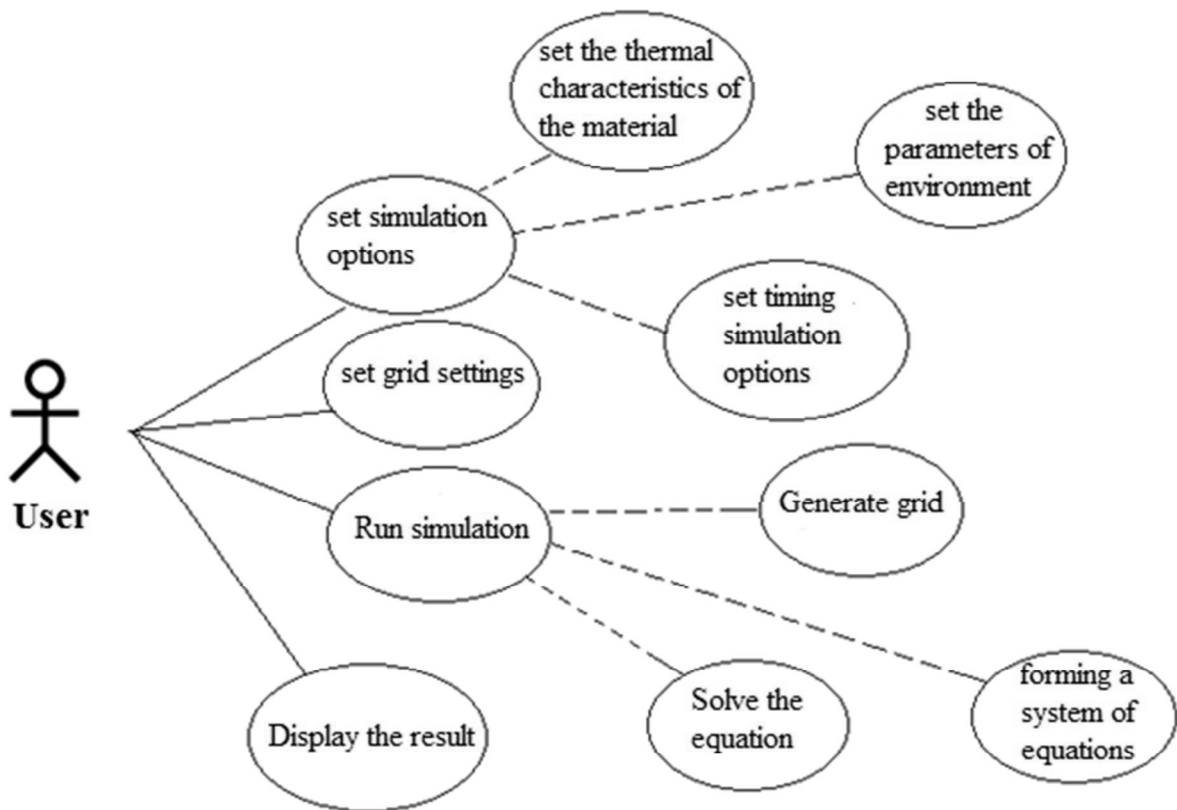 set the thermal
characteristics of
the material
set the
parameters of
environment
set simulation
options
set timing
simulation
options
set grid settings
User
Run simulation
Generate grid
Display the result
Solve the
equation
forming a
system of
equations